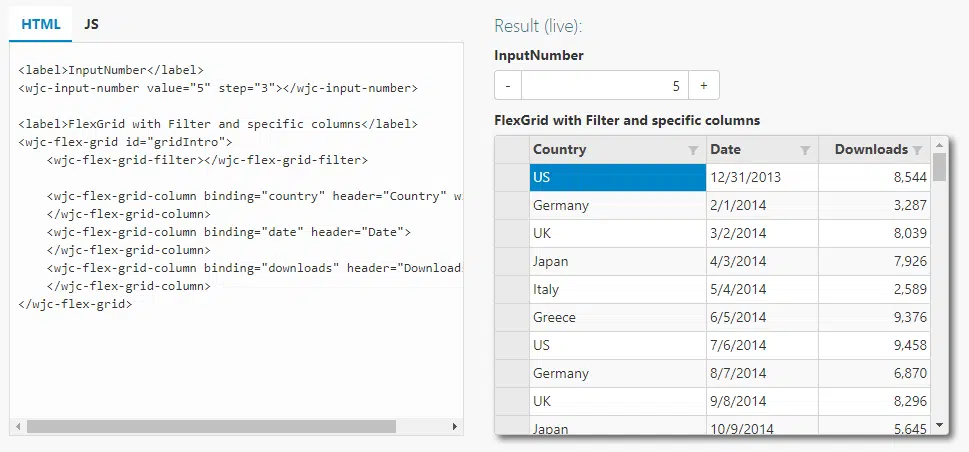 HTML JS
<label>InputNumber</label>
<wjc-input-number value="5" step="3"></wjc-input-number>
<label>FlexGrid with Filter and specific columns</label>
<wjc-flex-grid id="gridIntro">
<wjc-flex-grid-filter></wjc-flex-grid-filter>
<wjc-flex-grid-column binding="country" header="Country"
</wjc-flex-grid-column>
<wjc-flex-grid-column binding="date" header="Date">
</wjc-flex-grid-column>
<wjc-flex-grid-column binding="downloads" header="Downloads
</wjc-flex-grid-column>
</wjc-flex-grid>
Result (live):
InputNumber
- 5 +
FlexGrid with Filter and specific columns
Country Date Downloads
US 12/31/2013 8,544
Germany 2/1/2014 3,287
UK 3/2/2014 8,039
Japan 4/3/2014 7,926
Italy 5/4/2014 2,589
Greece 6/5/2014 9,376
US 7/6/2014 9,458
Germany 8/7/2014 6,870
UK 9/8/2014 8,296
Japan 10/9/2014 5,645